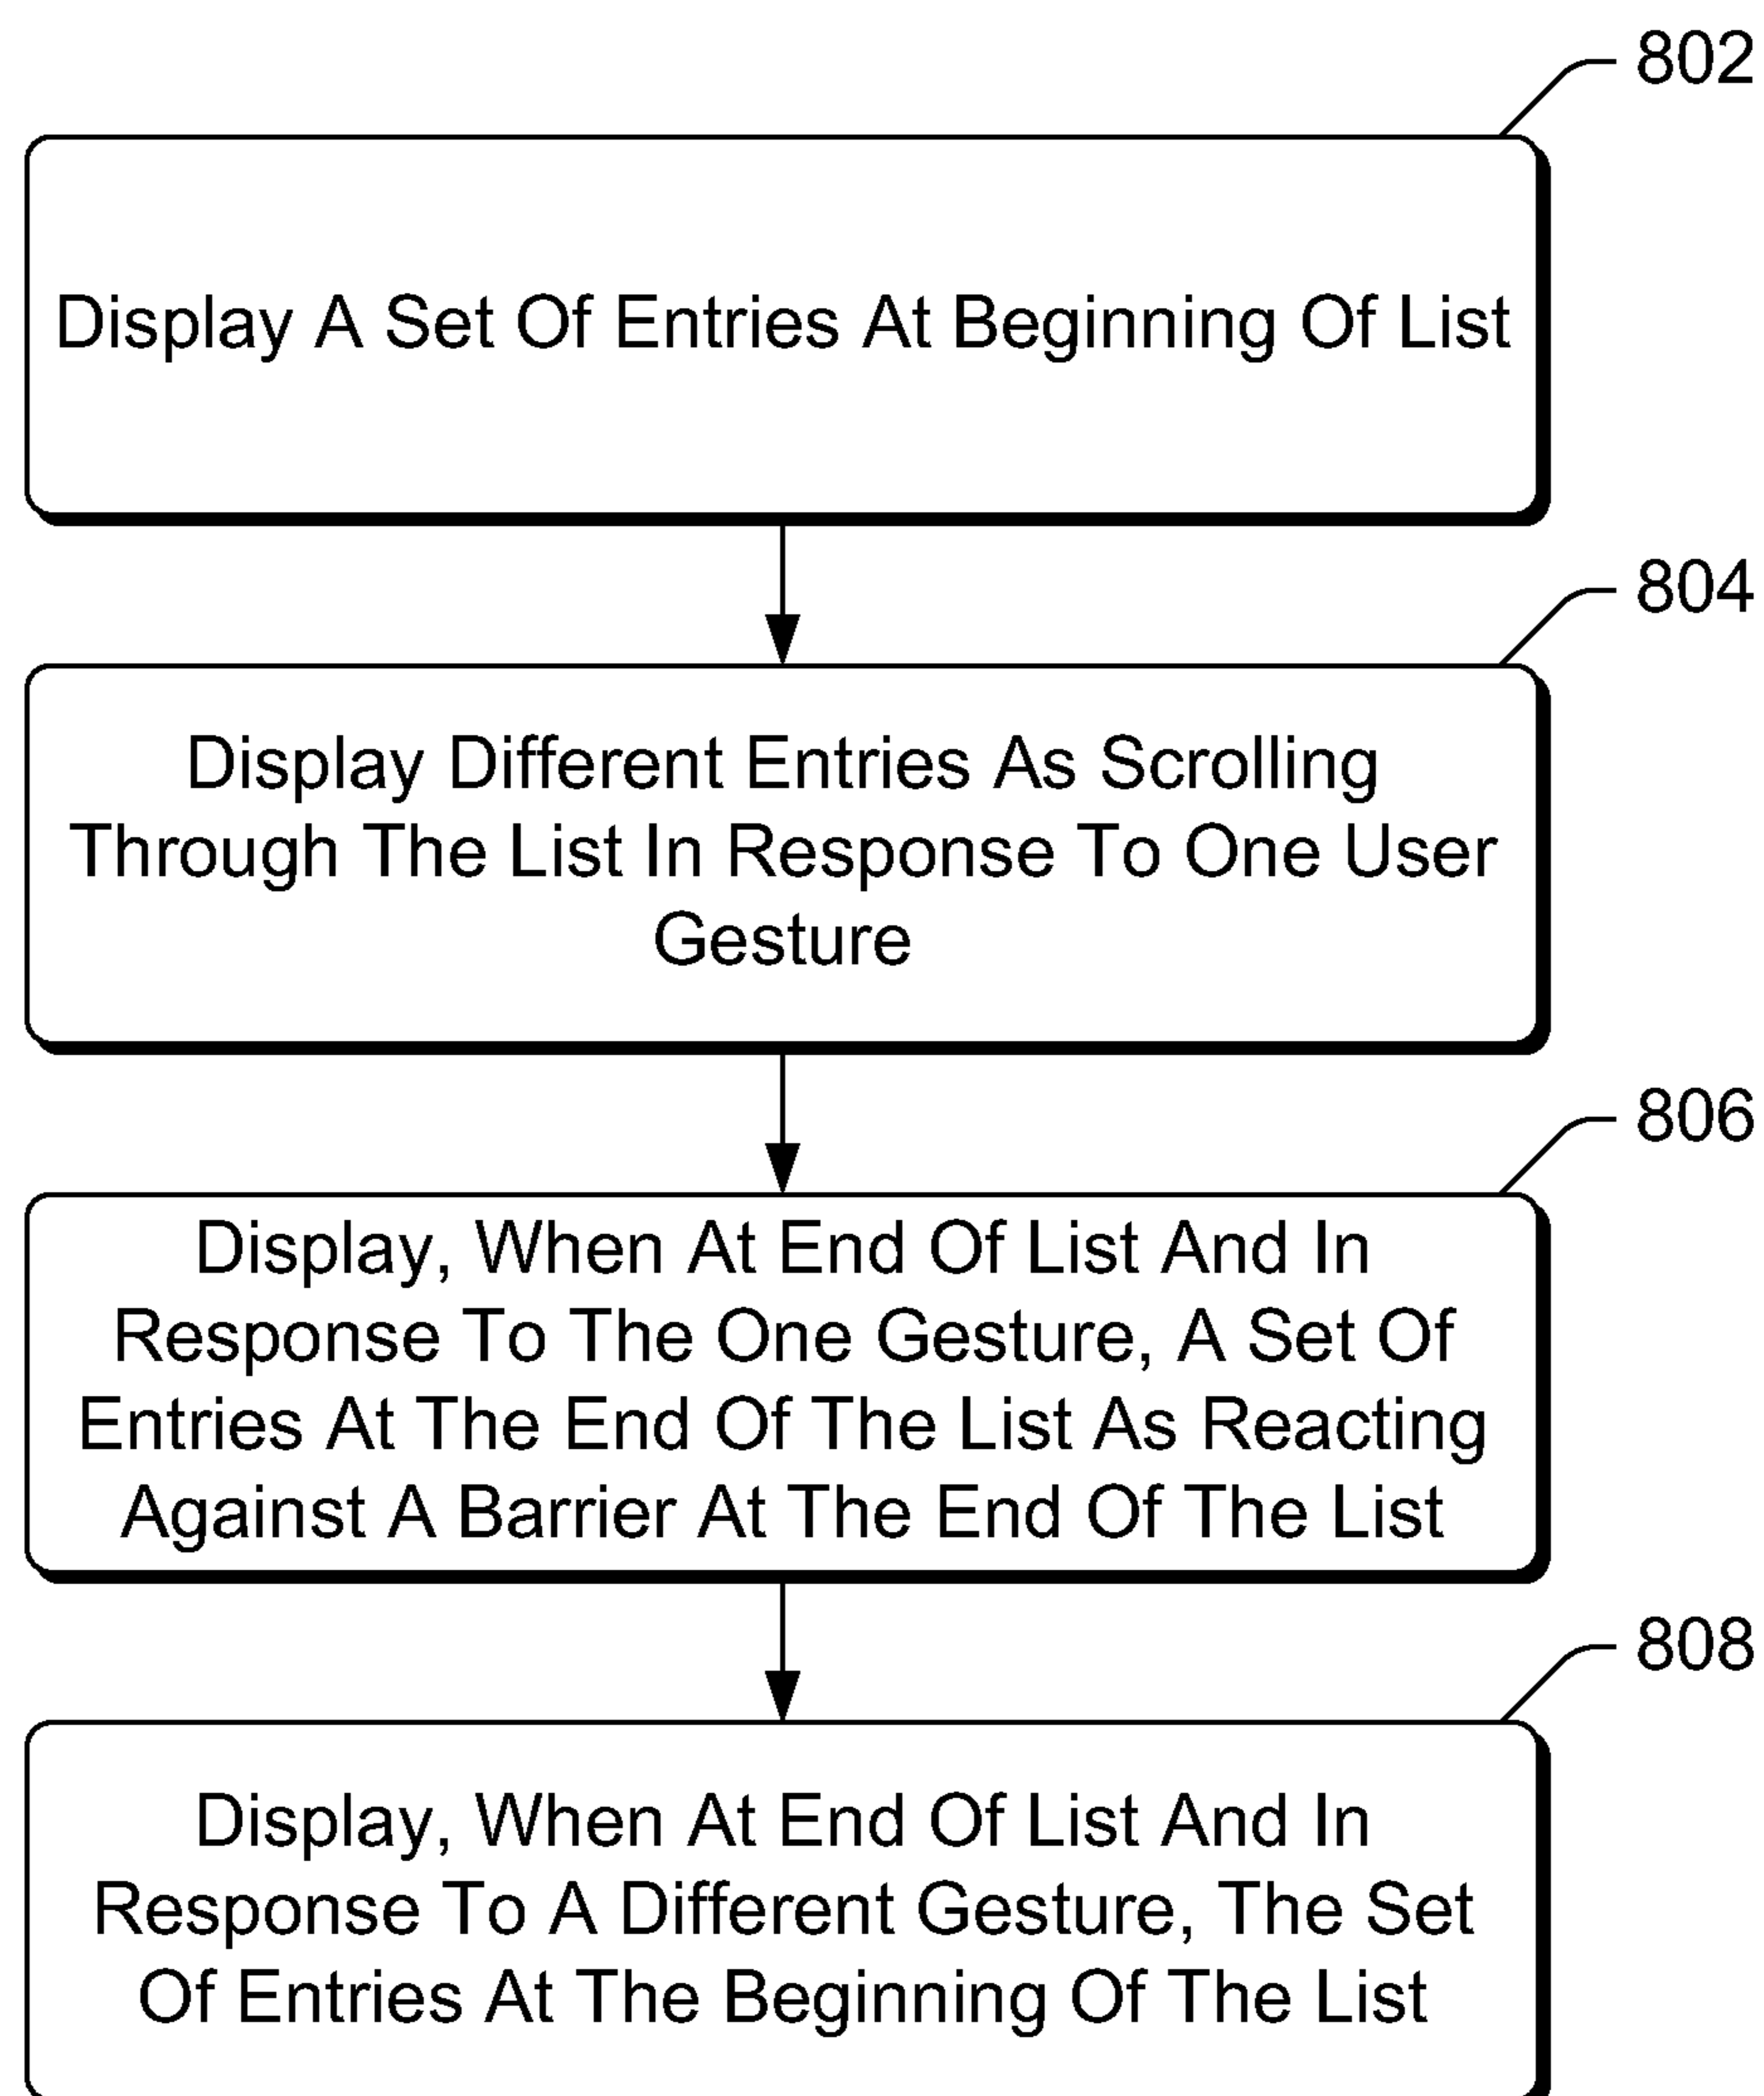 802
Display A Set Of Entries At Beginning Of List
804
Display Different Entries As Scrolling
Through The List In Response To One User
Gesture
806
Display, When At End Of List And In
Response To The One Gesture, A Set Of
Entries At The End Of The List As Reacting
Against A Barrier At The End Of The List
808
Display, When At End Of List And In
Response To A Different Gesture, The Set
Of Entries At The Beginning Of The List